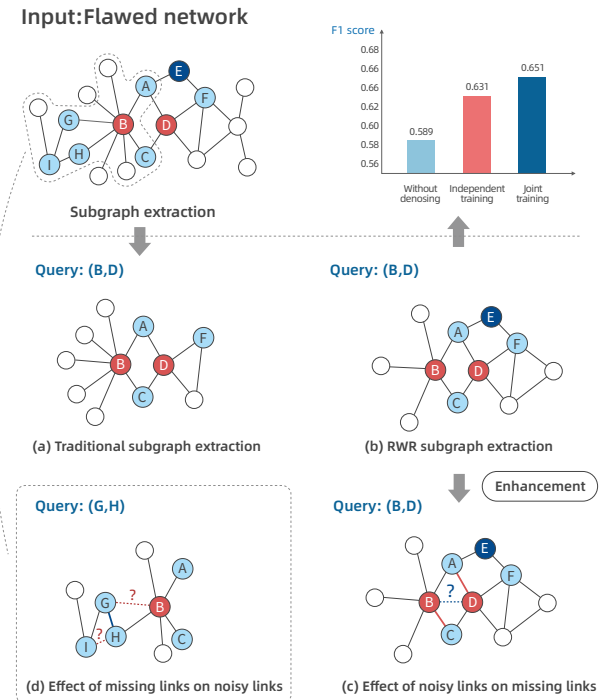 Input:Flawed network
F1 score
0.68
0.66
0.66
0.62
0.60
0.58
0.56
0.589
0.631
0.651
Without denosing
Independent training
Joint training
A
E
F
G
B
D
H
C
I
Subgraph extraction
Query: (B,D)
A
F
B
D
C
(a) Traditional subgraph extraction
Query: (B,D)
E
A
F
B
D
C
(b) RWR subgraph extraction
Enhancement
Query: (G,H)
A
G
?
B
?
H
C
I
(d) Effect of missing links on noisy links
Query: (B,D)
E
A
F
?
B
D
C
(c) Effect of noisy links on missing links